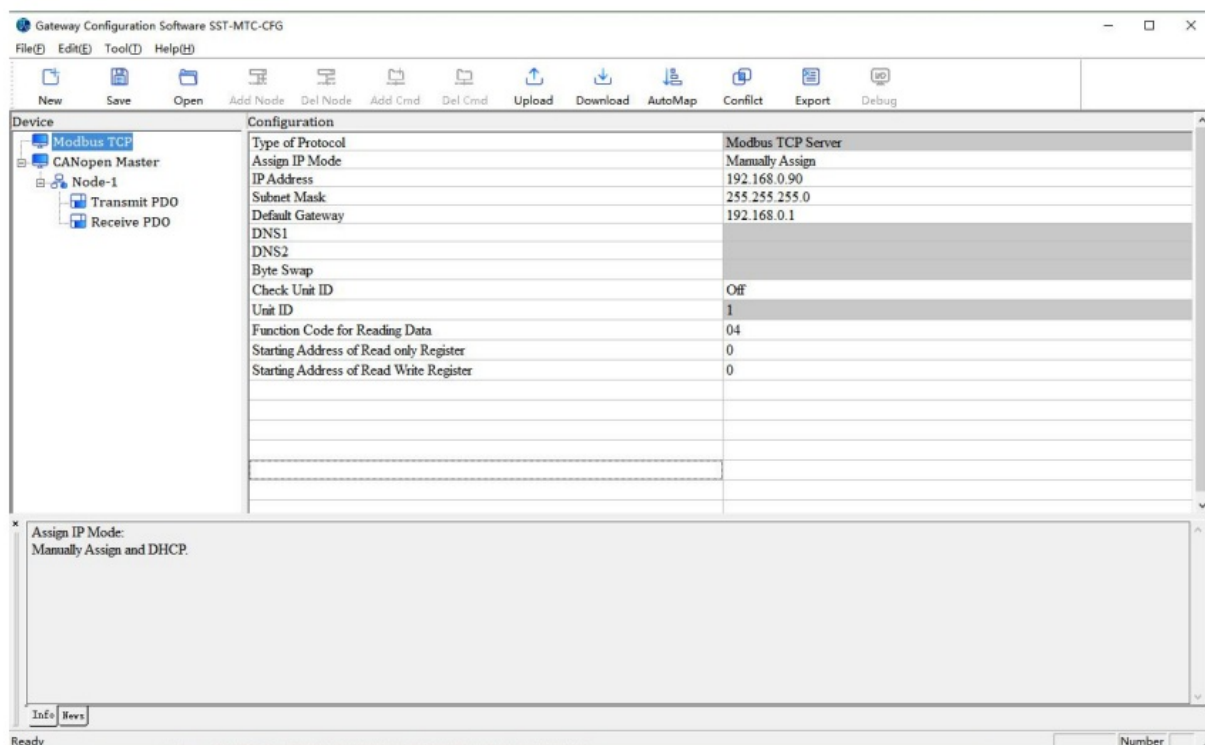 Gateway Configuration Software SST-MTC-CFG
File(F) Edit(E) Tool(T) Help(H)
New Save Open Add Node Del Node Add Cmd Del Cmd Upload Download AutoMap Conflict Export Debug
Device Configuration
Modbus TCP
CANopen Master
Node-1
Transmit PDO
Receive PDO
Type of Protocol Modbus TCP Server
Assign IP Mode Manually Assign
IP Address 192.168.0.90
Subnet Mask 255.255.255.0
Default Gateway 192.168.0.1
DNS1
DNS2
Byte Swap
Check Unit ID Off
Unit ID 1
Function Code for Reading Data 04
Starting Address of Read only Register 0
Starting Address of Read Write Register 0
Assign IP Mode:
Manually Assign and DHCP.
Info News
Ready Number